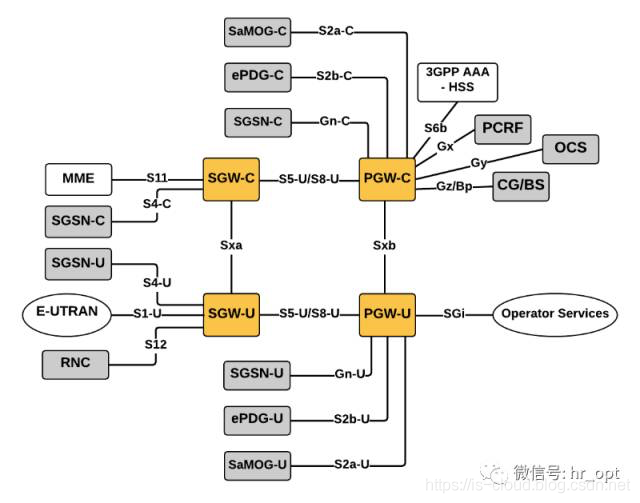 SaMOG-C
S2a-C
ePDG-C
S2b-C
3GPP AAA
- HSS
SGSN-C
Gn-C
S6b
PCRF
Gx
OCS
Gy
MME
S11
SGW-C
S5-U/S8-U
PGW-C
Gz/Bp
CG/BS
S4-C
SGSN-C
Sxa
Sxb
SGSN-U
S4-U
E-UTRAN
S1-U
SGW-U
S5-U/S8-U
PGW-U
SGi
Operator Services
S12
RNC
SGSN-U
Gn-U
ePDG-U
S2b-U
SaMOG-U
S2a-U
微信号: hr_opt
https://is-cloud.blog.csdn.net